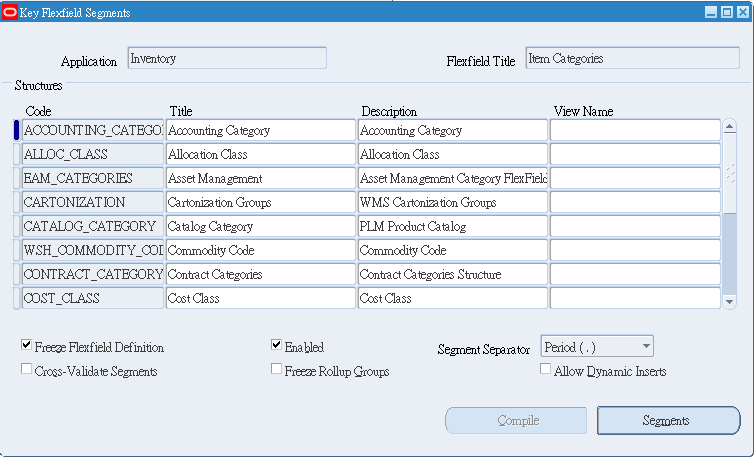 Key Flexfield Segments
Application Inventory Flexfield Title Item Categories
Structures
Code Title Description View Name
ACCOUNTING_CATEGO Accounting Category Accounting Category
ALLOC_CLASS Allocation Class Allocation Class
EAM_CATEGORIES Asset Management Asset Management Category FlexField
CARTONIZATION Cartonization Groups WMS Cartonization Groups
CATALOG_CATEGORY Catalog Category PLM Product Catalog
WSH_COMMODITY_COD Commodity Code Commodity Code
CONTRACT_CATEGORY Contract Categories Contract Categories Structure
COST_CLASS Cost Class Cost Class
Freeze Flexfield Definition Enabled Segment Separator Period ( . )
Cross-Validate Segments Freeze Rollup Groups Allow Dynamic Inserts
Compile Segments